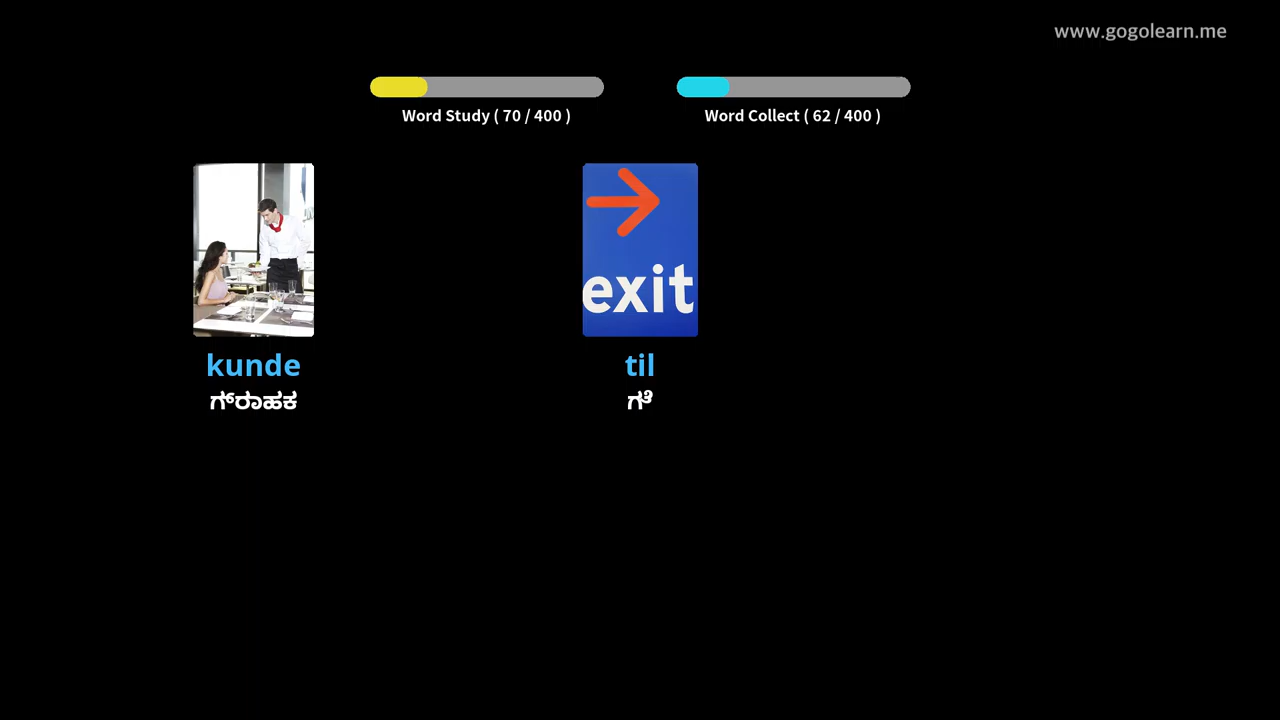 www.gogolearn.me
Word Study ( 70 / 400 )
Word Collect ( 62 / 400 )
exit
kunde
til
ಗ್ರಾಹಕ
ಗೆ